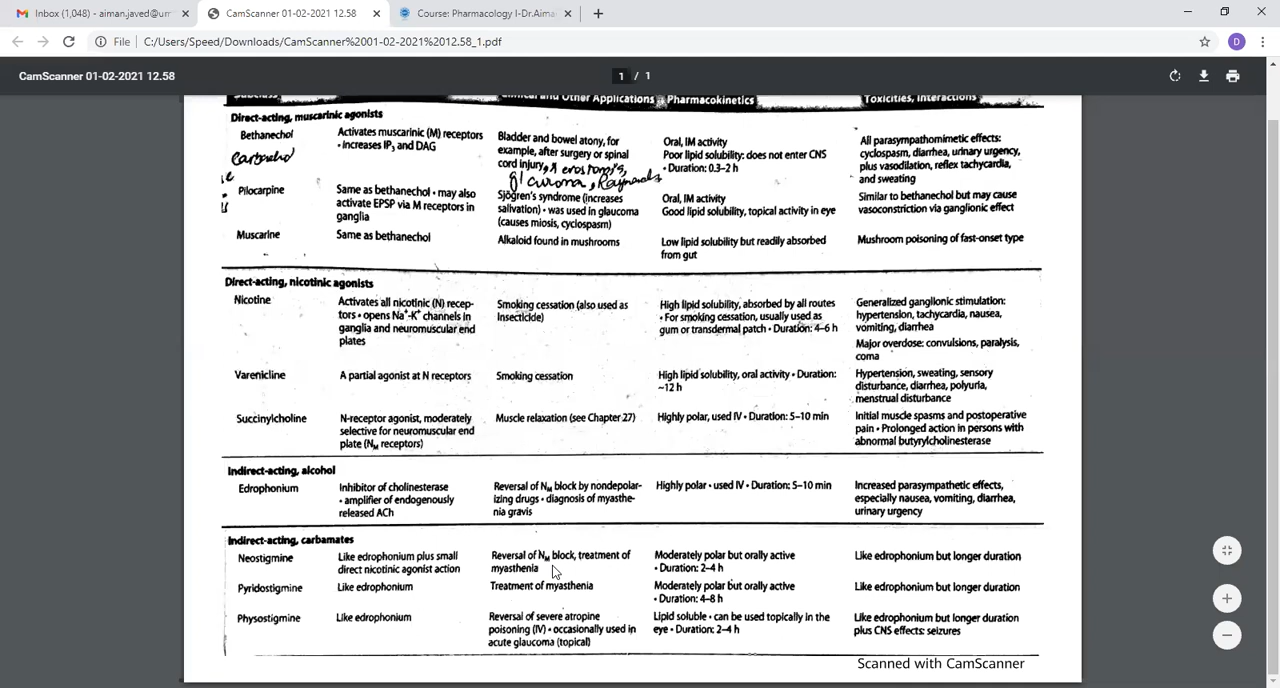 Inbox (1,048) - aiman.javed@um
CamScanner 01-02-2021 12.58
Course: Pharmacology I-Dr.Aima
File
C:/Users/Speed/Downloads/CamScanner%2001-02-2021%2012.58_1.pdf
D
CamScanner 01-02-2021 12.58
1 / 1
Subclass
Clinical and Other Applications
Pharmacokinetics
Toxicities, Interactions
Direct-acting, muscarinic agonists
Bethanechol
Activates muscarinic (M) receptors
• increases IP3 and DAG
Bladder and bowel atony, for
example, after surgery or spinal
cord injury,
Oral, IM activity
Poor lipid solubility: does not enter CNS
• Duration: 0.3–2 h
All parasympathomimetic effects:
cyclospasm, diarrhea, urinary urgency,
plus vasodilation, reflex tachycardia,
and sweating
Carbachol
Pilocarpine
Same as bethanechol • may also
activate EPSP via M receptors in
ganglia
Sjögren's syndrome (increases
salivation) • was used in glaucoma
(causes miosis, cyclospasm)
Oral, IM activity
Good lipid solubility, topical activity in eye
Similar to bethanechol but may cause
vasoconstriction via ganglionic effect
Muscarine
Same as bethanechol
Alkaloid found in mushrooms
Low lipid solubility but readily absorbed
from gut
Mushroom poisoning of fast-onset type
Direct-acting, nicotinic agonists
Nicotine
Activates all nicotinic (N) recep-
tors • opens Na+-K+ channels in
ganglia and neuromuscular end
plates
Smoking cessation (also used as
insecticide)
High lipid solubility, absorbed by all routes
• For smoking cessation, usually used as
gum or transdermal patch • Duration: 4–6 h
Generalized ganglionic stimulation:
hypertension, tachycardia, nausea,
vomiting, diarrhea
Major overdose: convulsions, paralysis,
coma
Varenicline
A partial agonist at N receptors
Smoking cessation
High lipid solubility, oral activity • Duration:
~12 h
Hypertension, sweating, sensory
disturbance, diarrhea, polyuria,
menstrual disturbance
Succinylcholine
N-receptor agonist, moderately
selective for neuromuscular end
plate (NM receptors)
Muscle relaxation (see Chapter 27)
Highly polar, used IV • Duration: 5–10 min
Initial muscle spasms and postoperative
pain • Prolonged action in persons with
abnormal butyrylcholinesterase
Indirect-acting, alcohol
Edrophonium
Inhibitor of cholinesterase
• amplifier of endogenously
released ACh
Reversal of NM block by nondepolar-
izing drugs • diagnosis of myasthe-
nia gravis
Highly polar • used IV • Duration: 5–10 min
Increased parasympathetic effects,
especially nausea, vomiting, diarrhea,
urinary urgency
Indirect-acting, carbamates
Neostigmine
Like edrophonium plus small
direct nicotinic agonist action
Reversal of NM block, treatment of
myasthenia
Moderately polar but orally active
• Duration: 2–4 h
Like edrophonium but longer duration
Pyridostigmine
Like edrophonium
Treatment of myasthenia
Moderately polar but orally active
• Duration: 4–8 h
Like edrophonium but longer duration
Physostigmine
Like edrophonium
Reversal of severe atropine
poisoning (IV) • occasionally used in
acute glaucoma (topical)
Lipid soluble • can be used topically in the
eye • Duration: 2–4 h
Like edrophonium but longer duration
plus CNS effects: seizures
Scanned with CamScanner